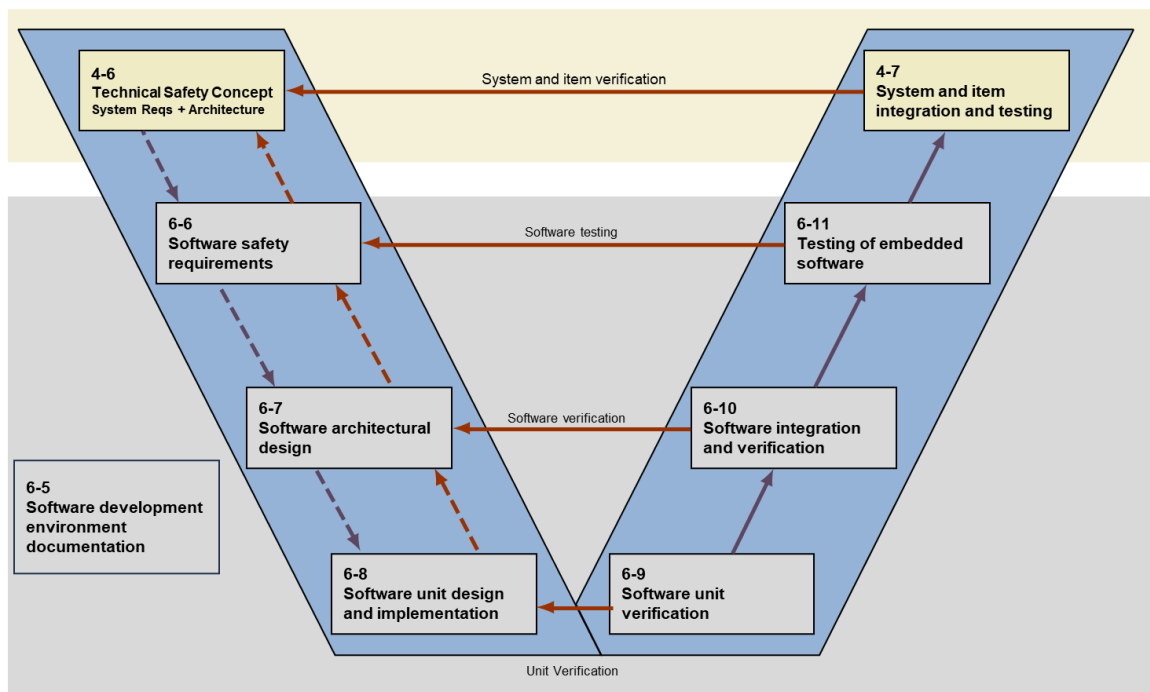 4-6
Technical Safety Concept
System Reqs + Architecture
System and item verification
4-7
System and item
integration and testing
6-6
Software safety
requirements
Software testing
6-11
Testing of embedded
software
6-7
Software architectural
design
Software verification
6-10
Software integration
and verification
6-5
Software development
environment
documentation
6-8
Software unit design
and implementation
6-9
Software unit
verification
Unit Verification